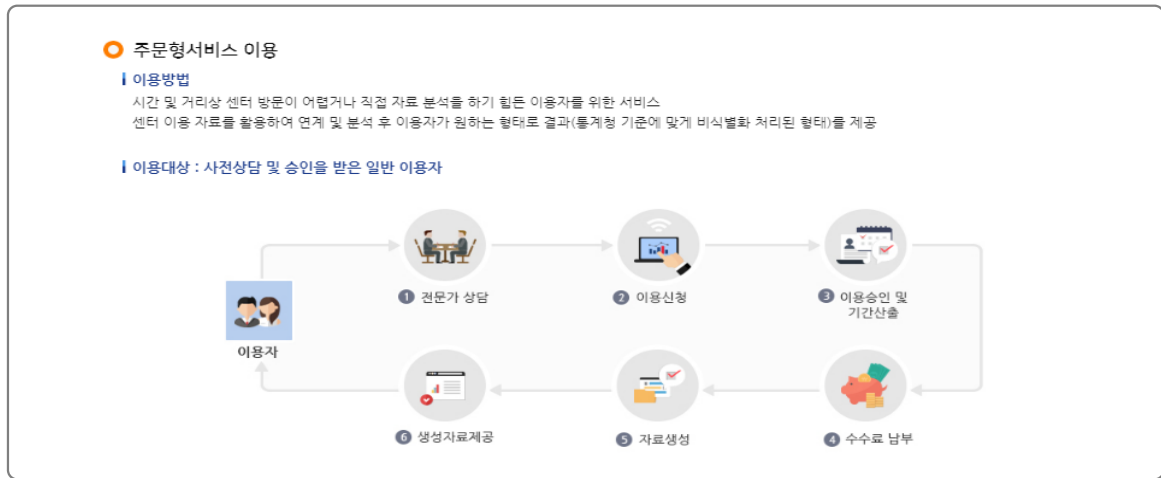 주문형서비스 이용
이용방법
시간 및 거리상 센터 방문이 어렵거나 직접 자료 분석을 하기 힘든 이용자를 위한 서비스
센터 이용 자료를 활용하여 연계 및 분석 후 이용자가 원하는 형태로 결과(통계청 기준에 맞게 비식별화 처리된 형태)를 제공
이용대상 : 사전상담 및 승인을 받은 일반 이용자
1 전문가 상담
2 이용신청
3 이용승인 및
기간산출
이용자
6 생성자료제공
5 자료생성
4 수수료 납부